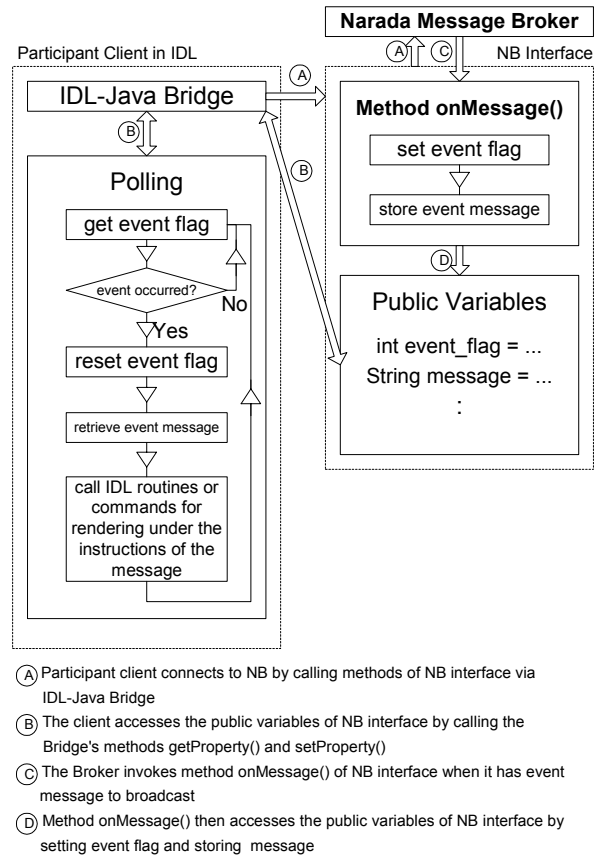 Narada Message Broker
Participant Client in IDL
A
C
NB Interface
IDL-Java Bridge
A
Method onMessage()
set event flag
store event message
B
B
Polling
get event flag
event occurred?
No
Yes
reset event flag
retrieve event message
call IDL routines or
commands for
rendering under the
instructions of the
message
D
Public Variables
int event_flag = ...
String message = ...
:
A Participant client connects to NB by calling methods of NB interface via
IDL-Java Bridge
B The client accesses the public variables of NB interface by calling the
Bridge's methods getProperty() and setProperty()
C The Broker invokes method onMessage() of NB interface when it has event
message to broadcast
D Method onMessage() then accesses the public variables of NB interface by
setting event flag and storing message